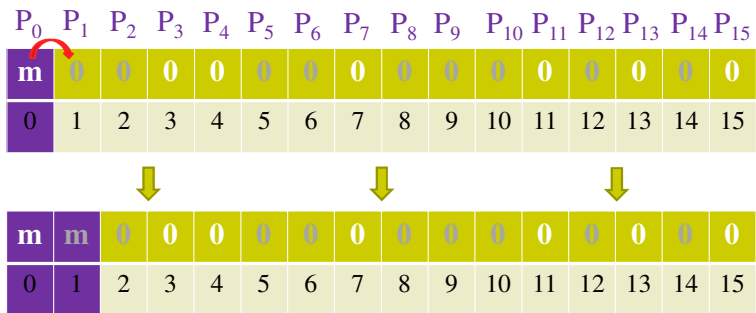 P₀ P₁ P₂ P₃ P₄ P₅ P₆ P₇ P₈ P₉ P₁₀ P₁₁ P₁₂ P₁₃ P₁₄ P₁₅
m 0 0 0 0 0 0 0 0 0 0 0 0 0 0 0
0 1 2 3 4 5 6 7 8 9 10 11 12 13 14 15
m m 0 0 0 0 0 0 0 0 0 0 0 0 0 0
0 1 2 3 4 5 6 7 8 9 10 11 12 13 14 15